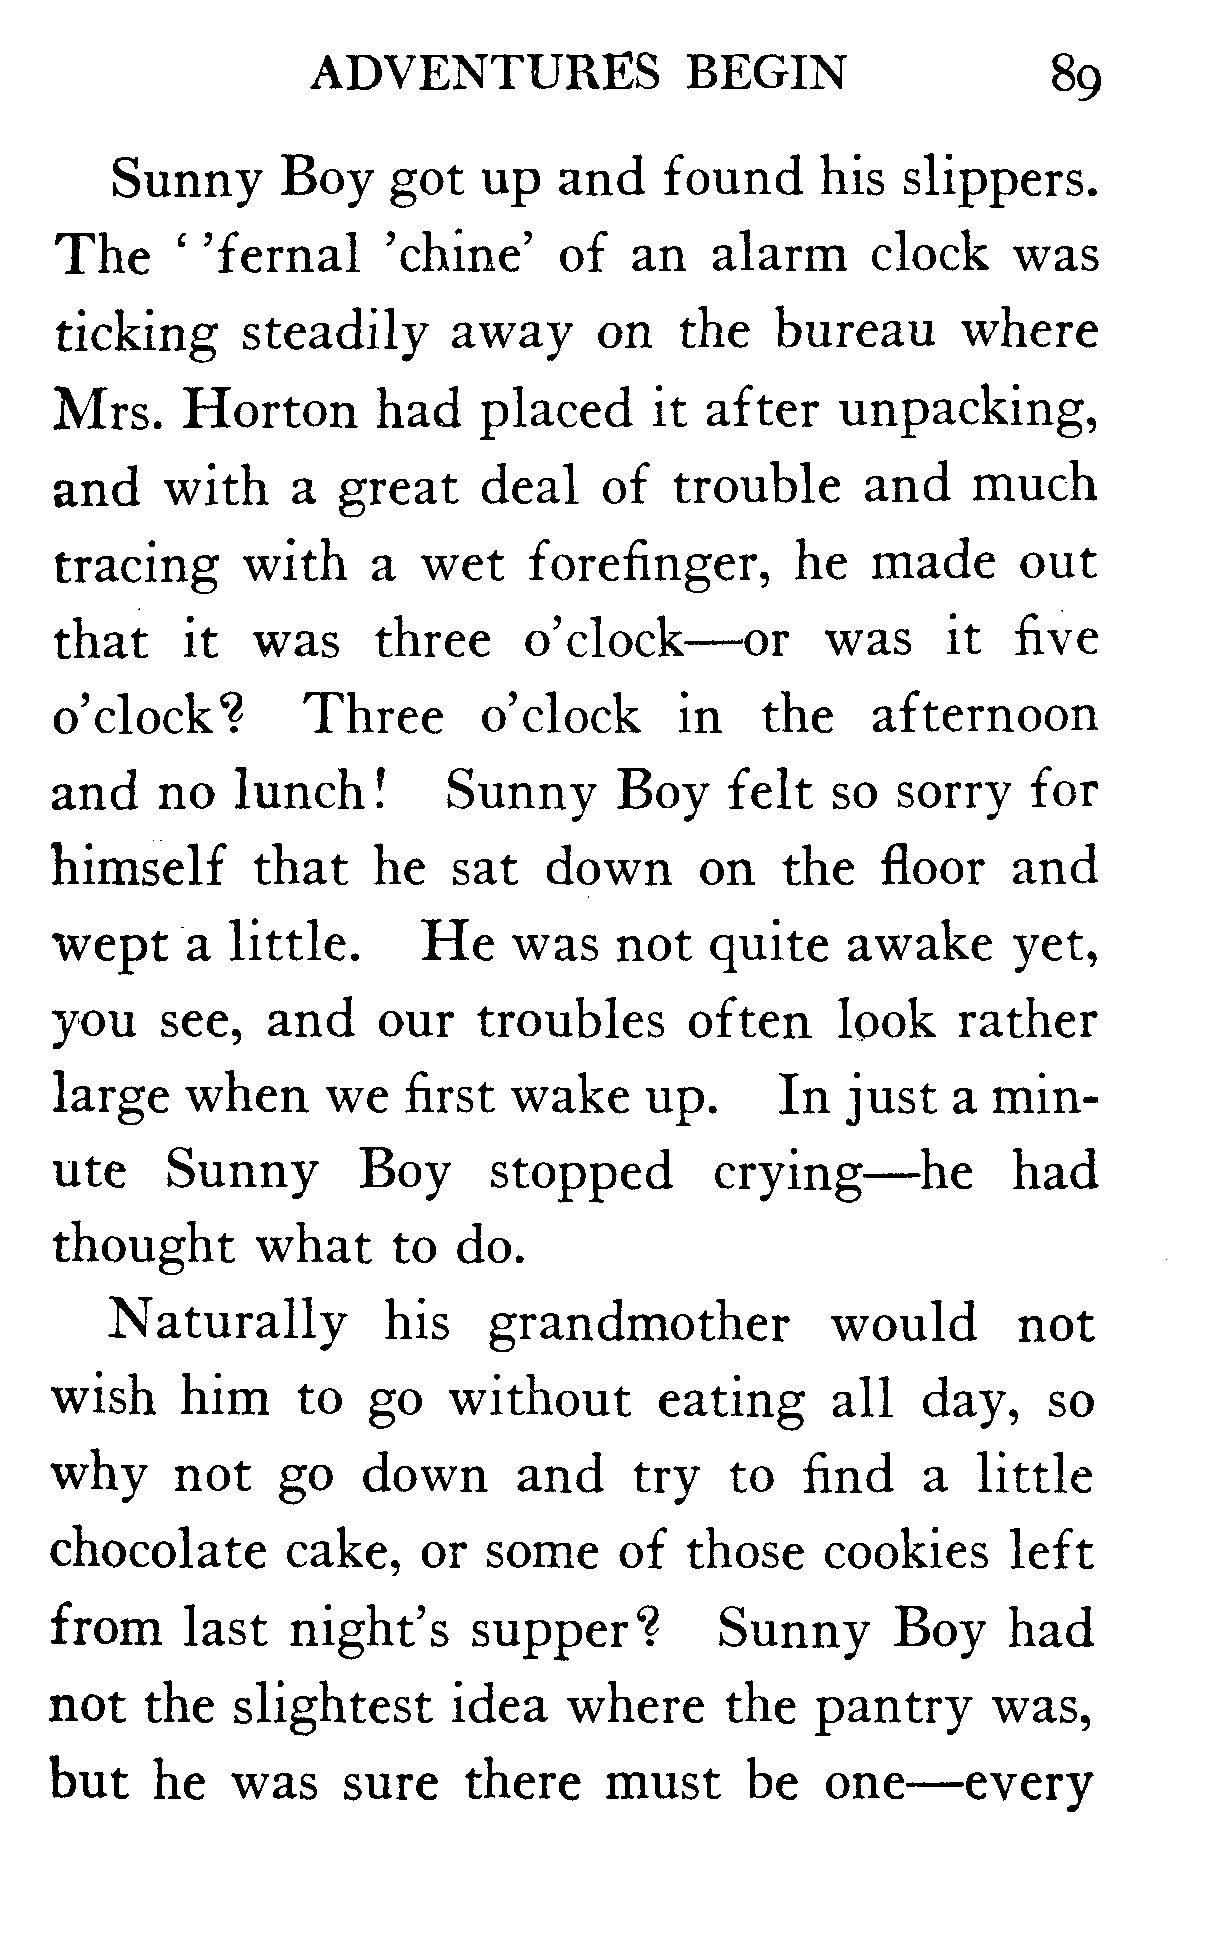 ADVENTURES BEGIN 89
Sunny Boy got up and found his slippers.
The ‘ ’fernal ’chine’ of an alarm clock was
ticking steadily away on the bureau where
Mrs. Horton had placed it after unpacking,
and with a great deal of trouble and much
tracing with a wet forefinger, he made out
that it was three o’clock—or was it five
o’clock? Three o’clock in the afternoon
and no lunch! Sunny Boy felt so sorry for
himself that he sat down on the floor and
wept a little. He was not quite awake yet,
you see, and our troubles often look rather
large when we first wake up. In just a min-
ute Sunny Boy stopped crying—he had
thought what to do.
Naturally his grandmother would not
wish him to go without eating all day, so
why not go down and try to find a little
chocolate cake, or some of those cookies left
from last night’s supper? Sunny Boy had
not the slightest idea where the pantry was,
but he was sure there must be one—every